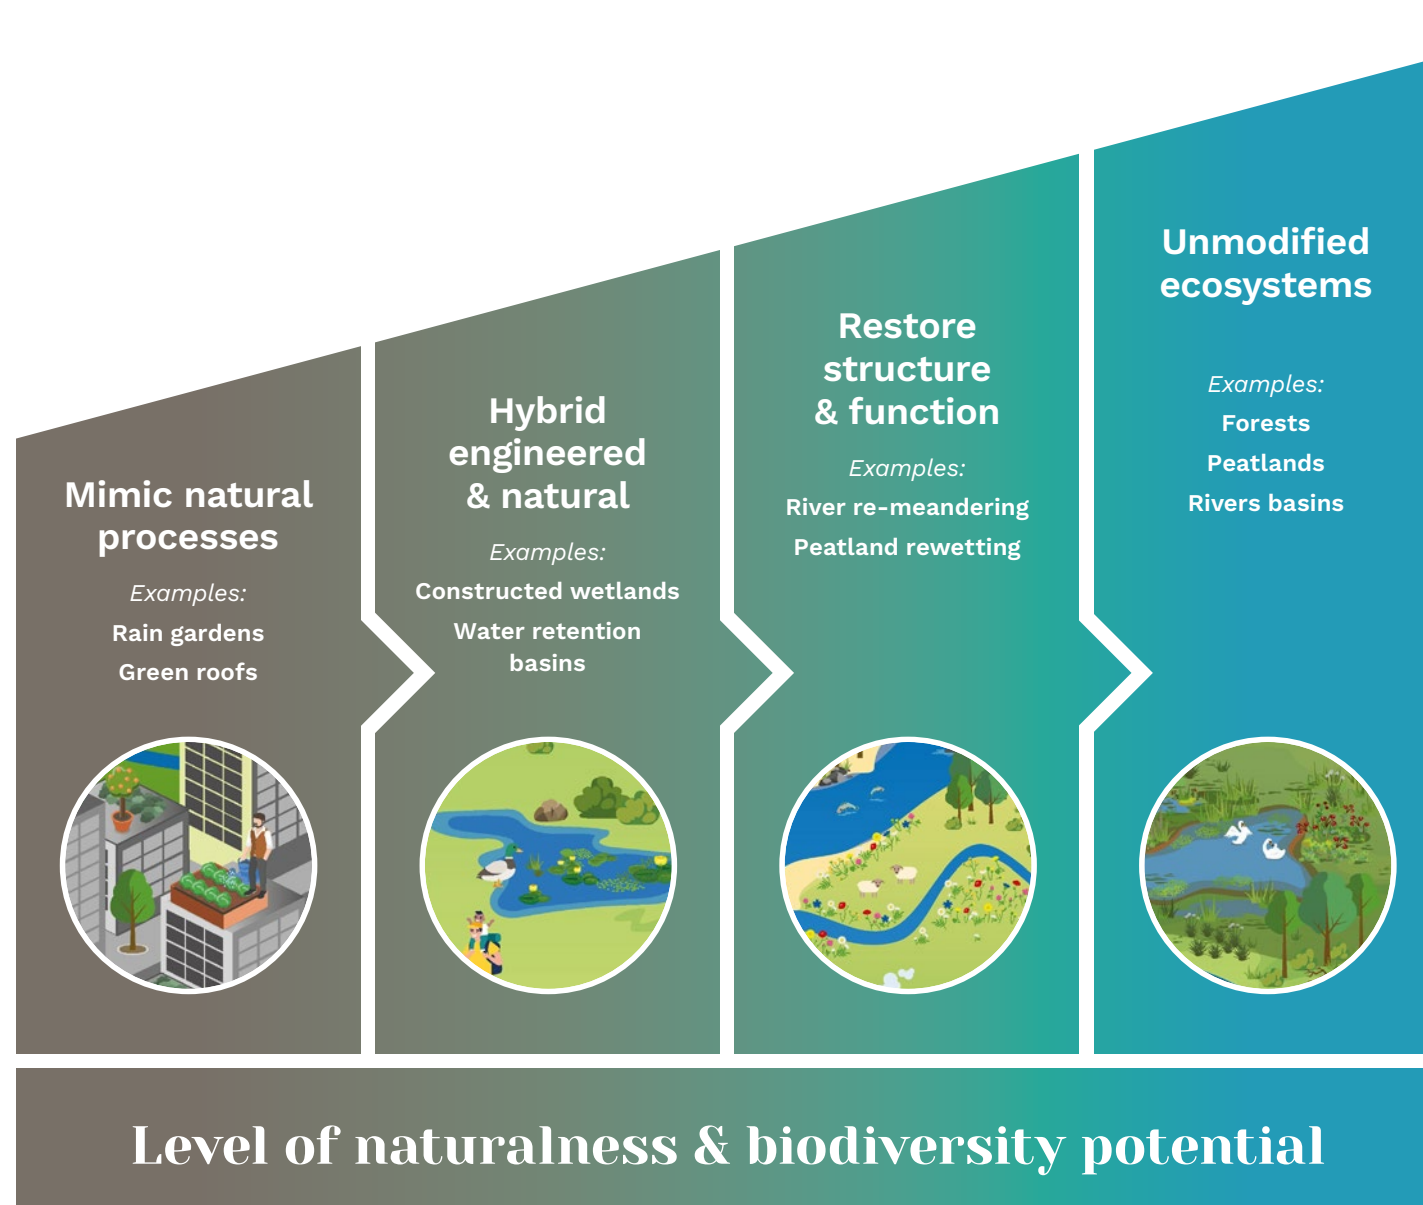 Mimic natural
processes
Examples:
Rain gardens
Green roofs
Hybrid
engineered
& natural
Examples:
Constructed wetlands
Water retention
basins
Restore
structure
& function
Examples:
River re-meandering
Peatland rewetting
Unmodified
ecosystems
Examples:
Forests
Peatlands
Rivers basins
Level of naturalness & biodiversity potential